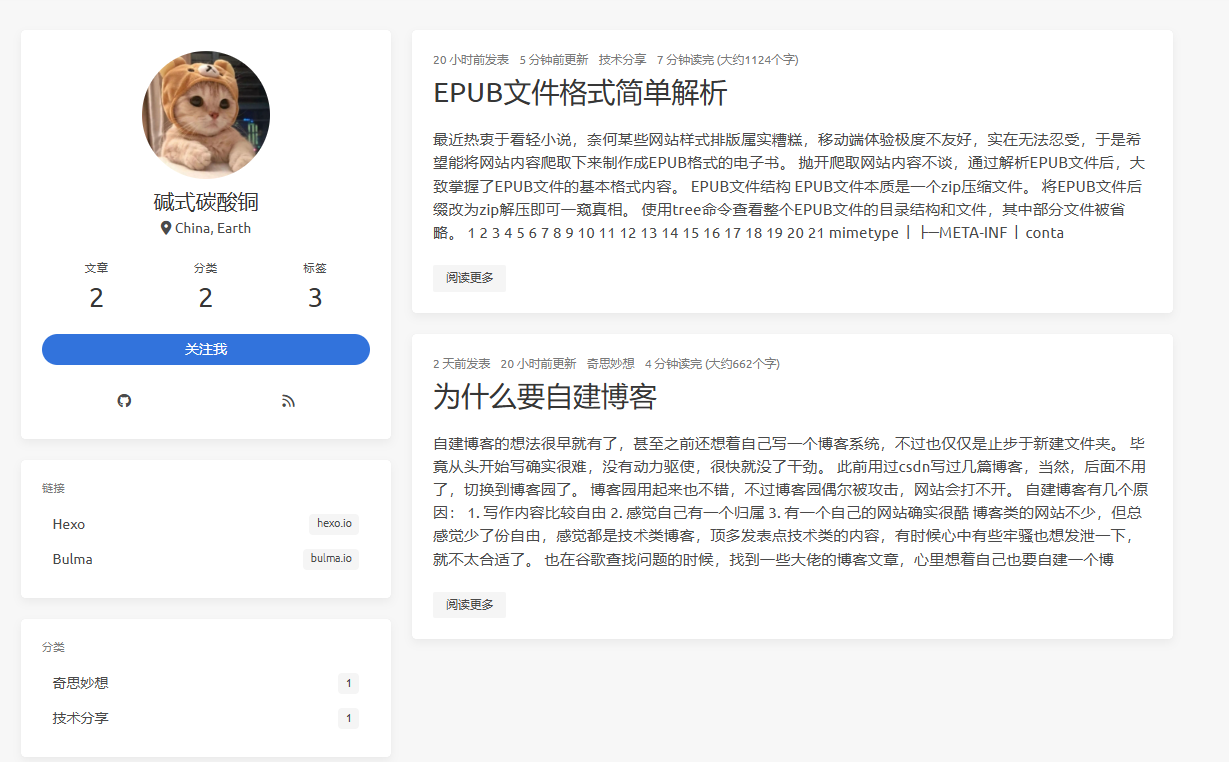 碱式碳酸铜
China, Earth
文章 分类 标签
2 2 3
关注我
链接
Hexo hexo.io
Bulma bulma.io
分类
奇思妙想 1
技术分享 1
20 小时前发表 5 分钟前更新 技术分享 7 分钟读完 (大约1124个字)
EPUB文件格式简单解析
最近热衷于看轻小说，奈何某些网站样式排版属实糟糕，移动端体验极度不友好，实在无法忍受，于是希
望能将网站内容爬取下来制作成EPUB格式的电子书。 抛开爬取网站内容不谈，通过解析EPUB文件后，大
致掌握了EPUB文件的基本格式内容。 EPUB文件结构 EPUB文件本质是一个zip压缩文件。 将EPUB文件后
缀改为zip解压即可一窥真相。 使用tree命令查看整个EPUB文件的目录结构和文件，其中部分文件被省
略。 1 2 3 4 5 6 7 8 9 10 11 12 13 14 15 16 17 18 19 20 21 mimetype │ ├─META-INF │ conta
阅读更多
2 天前发表 20 小时前更新 奇思妙想 4 分钟读完 (大约662个字)
为什么要自建博客
自建博客的想法很早就有了，甚至之前还想着自己写一个博客系统，不过也仅仅是止步于新建文件夹。 毕
竟从头开始写确实很难，没有动力驱使，很快就没了干劲。 此前用过csdn写过几篇博客，当然，后面不用
了，切换到博客园了。 博客园用起来也不错，不过博客园偶尔被攻击，网站会打不开。 自建博客有几个原
因： 1. 写作内容比较自由 2. 感觉自己有一个归属 3. 有一个自己的网站确实很酷 博客类的网站不少，但总
感觉少了份自由，感觉都是技术类博客，顶多发表点技术类的内容，有时候心中有些牢骚也想发泄一下，
就不太合适了。 也在谷歌查找问题的时候，找到一些大佬的博客文章，心里想着自己也要自建一个博
阅读更多